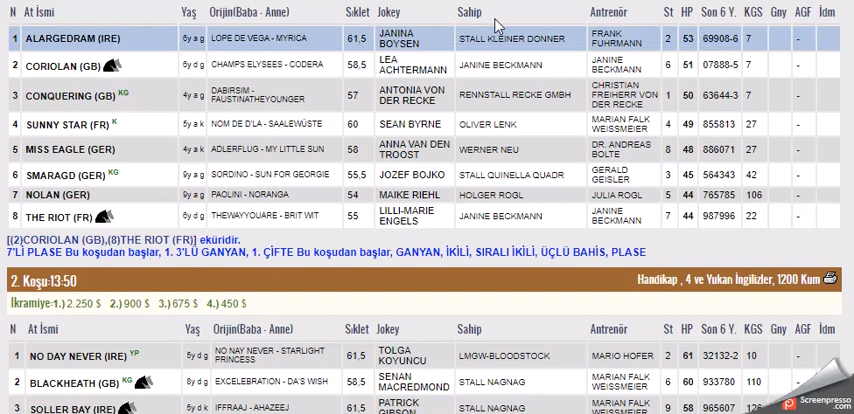 N At İsmi Yaş Orijin(Baba - Anne) Sıklet Jokey Sahip Antrenör St HP Son 6 Y. KGS Gny AGF İdm
1 ALARGEDRAM (IRE) 6y a g LOPE DE VEGA - MYRICA 61,5 JANINA BOYSEN STALL KLEINER DONNER FRANK FUHRMANN 2 53 69908-6 7 -
2 CORIOLAN (GB) 6y d g CHAMPS ELYSEES - CODERA 58,5 LEA ACHTERMANN JANINE BECKMANN JANINE BECKMANN 6 51 07888-5 7 -
3 CONQUERING (GB) KG 4y a g DABIRSIM - FAUSTINATHEYOUNGER 57 ANTONIA VON DER RECKE RENNSTALL RECKE GMBH CHRISTIAN FREIHERR VON DER RECKE 1 50 63644-3 7 -
4 SUNNY STAR (FR) K 5y a k NOM DE D'LA - SAALEWÜSTE 60 SEAN BYRNE OLIVER LENK MARIAN FALK WEISSMEIER 4 49 855813 27 -
5 MISS EAGLE (GER) 4y a k ADLERFLUG - MY LITTLE SUN 58 ANNA VAN DEN TROOST WERNER NEU DR. ANDREAS BOLTE 8 48 886071 27 -
6 SMARAGD (GER) KG 9y a g SORDINO - SUN FOR GEORGIE 55,5 JOZEF BOJKO STALL QUINELLA QUADR GERALD GEISLER 3 45 564343 42 -
7 NOLAN (GER) 9y a g PAOLINI - NORANGA 54 MAIKE RIEHL HOLGER ROGL JULIA ROGL 5 44 765785 106 -
8 THE RIOT (FR) 6y d g THEWAYYOUARE - BRIT WIT 55 LILLI-MARIE ENGELS JANINE BECKMANN JANINE BECKMANN 7 44 987996 22 -
[(2)CORIOLAN (GB),(8)THE RIOT (FR)] eküridir.
7'Lİ PLASE Bu koşudan başlar, 1. 3'LÜ GANYAN, 1. ÇİFTE Bu koşudan başlar, GANYAN, İKİLİ, SIRALI İKİLİ, ÜÇLÜ BAHİS, PLASE
2. Koşu:13:50 Handikap , 4 ve Yukarı İngilizler, 1200 Kum
İkramiye:1.) 2.250 $ 2.) 900 $ 3.) 675 $ 4.) 450 $
N At İsmi Yaş Orijin(Baba - Anne) Sıklet Jokey Sahip Antrenör St HP Son 6 Y. KGS Gny AGF İdm
1 NO DAY NEVER (IRE) YP 5y d g NO NAY NEVER - STARLIGHT PRINCESS 61,5 TOLGA KOYUNCU LMGW-BLOODSTOCK MARIO HOFER 2 61 32132-2 10 -
2 BLACKHEATH (GB) KG 8y d g EXCELEBRATION - DA'S WISH 58,5 SENAN MACREDMOND STALL NAGNAG MARIAN FALK WEISSMEIER 6 60 933780 110 -
3 SOLLER BAY (IRE) 5y d k IFFRAAJ - AHAZEEJ 61,5 PATRICK GIBSON STALL NAGNAG MARIAN FALK WEISSMEIER 9 58 965607
Screenpresso.com